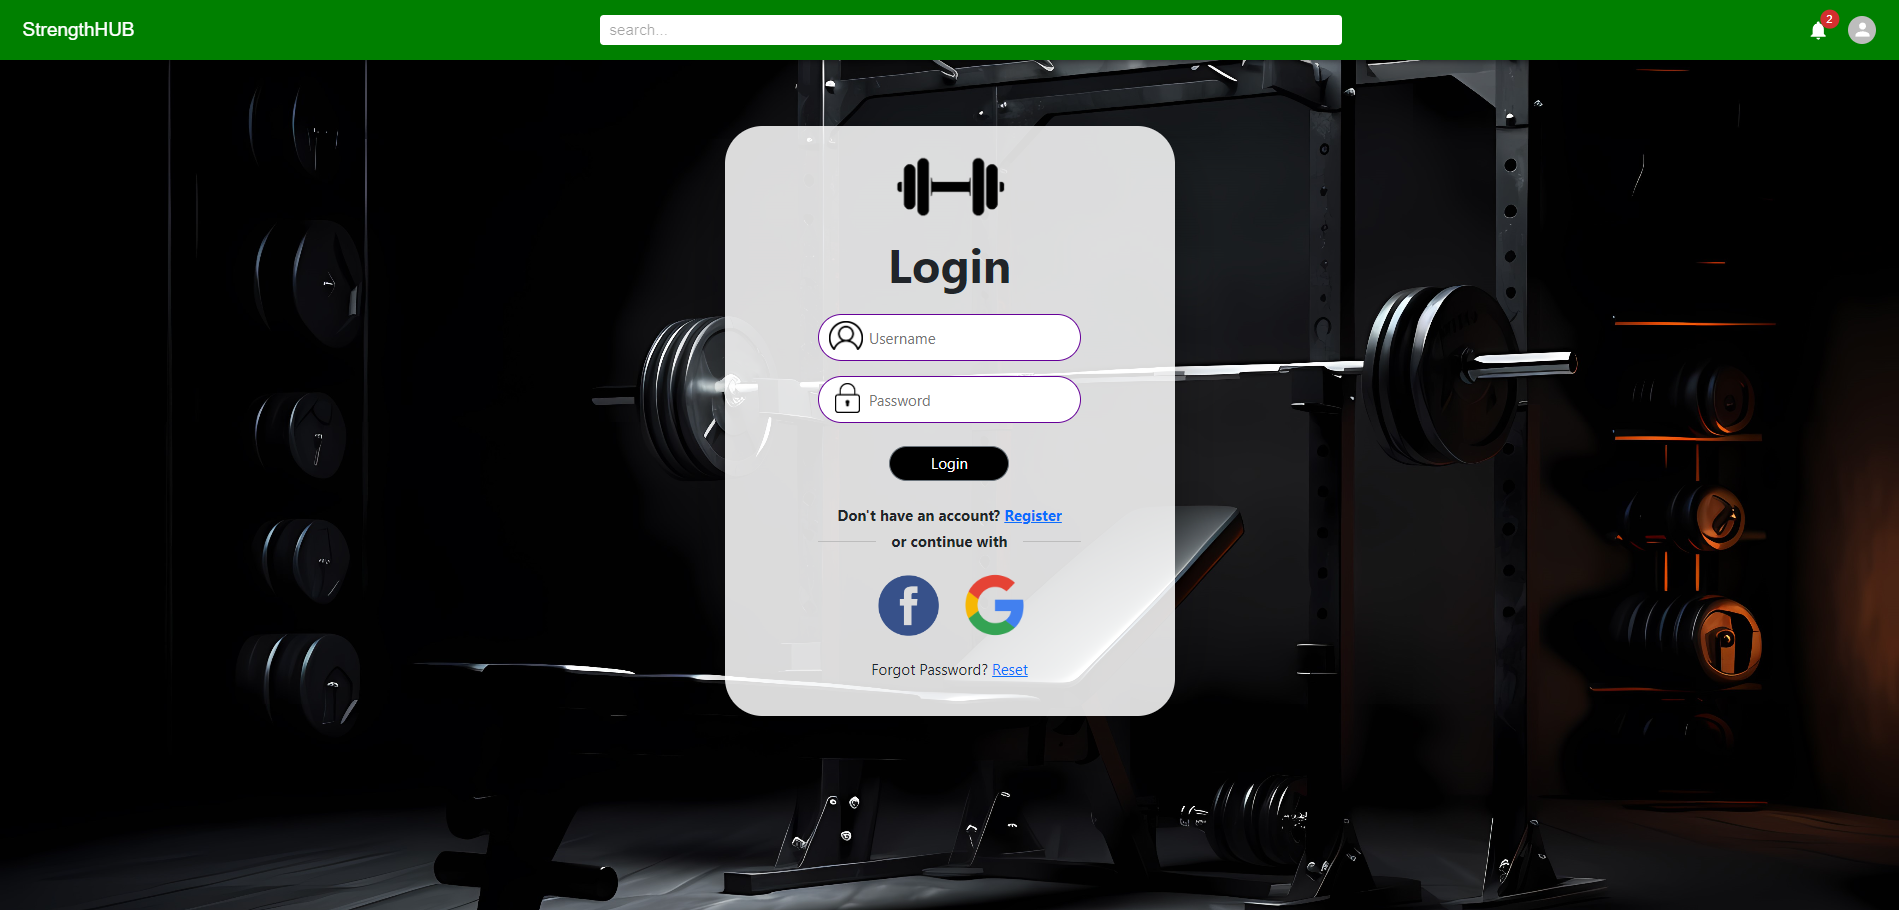 StrengthHUB
search...
2
Login
Username
Password
Login
Don't have an account? Register
or continue with
Forgot Password? Reset